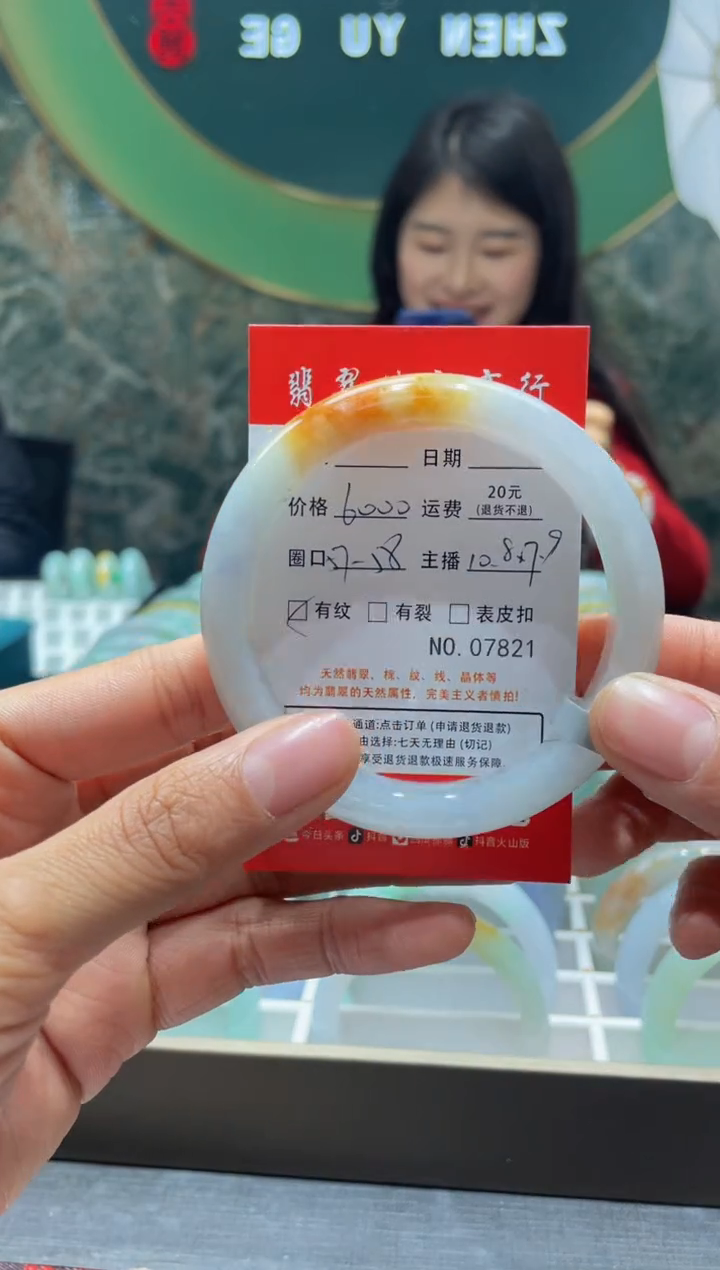 ZHEN YU GE
翡翠
行
日期
价格 6000 运费 20元 (退货不退)
圈口 57-58 主播 10.8x7.9
有纹 有裂 表皮扣
NO.07821
天然翡翠、棉、纹、线、晶体等
均为翡翠的天然属性，完美主义者慎拍!
通道:点击订单 (申请退货退款)
由选择:七天无理由 (切记)
享受退货退款极速服务保障
今日头条 抖音 抖音火山版